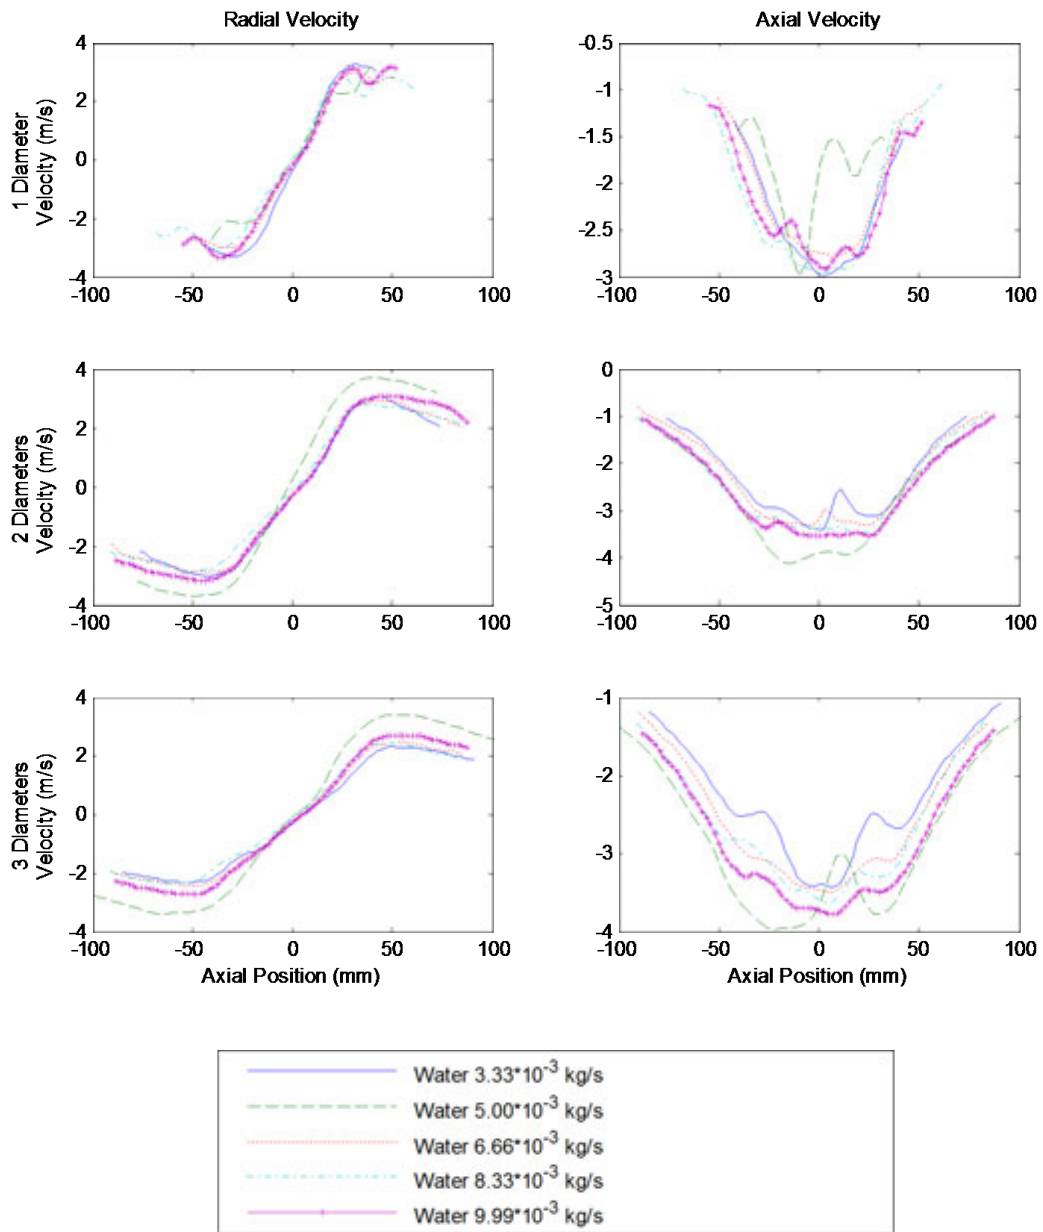 Radial Velocity
Axial Velocity
1 Diameter
Velocity (m/s)
4
2
0
-2
-4
-100 -50 0 50 100
-0.5
-1
-1.5
-2
-2.5
-3
-100 -50 0 50 100
2 Diameters
Velocity (m/s)
4
2
0
-2
-4
-100 -50 0 50 100
0
-1
-2
-3
-4
-5
-100 -50 0 50 100
3 Diameters
Velocity (m/s)
4
2
0
-2
-4
-100 -50 0 50 100
Axial Position (mm)
-1
-2
-3
-4
-100 -50 0 50 100
Axial Position (mm)
Water 3.33*10⁻³ kg/s
Water 5.00*10⁻³ kg/s
Water 6.66*10⁻³ kg/s
Water 8.33*10⁻³ kg/s
Water 9.99*10⁻³ kg/s